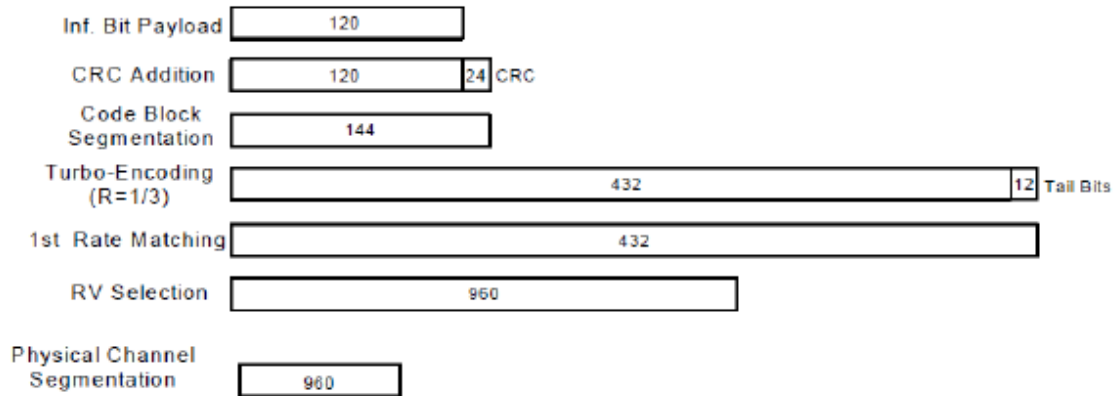 Inf. Bit Payload 120
CRC Addition 120 24 CRC
Code Block
Segmentation 144
Turbo-Encoding
(R=1/3) 432 12 Tail Bits
1st Rate Matching 432
RV Selection 960
Physical Channel
Segmentation 960